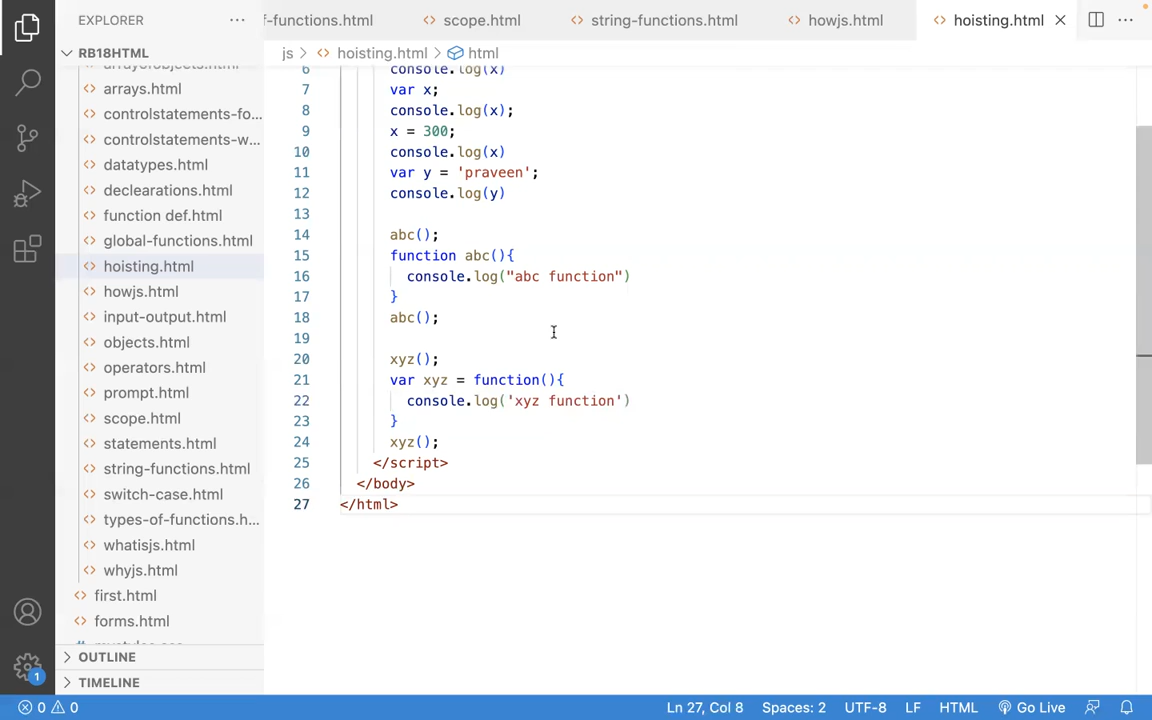 EXPLORER
f-functions.html
scope.html
string-functions.html
howjs.html
hoisting.html
RB18HTML
js > hoisting.html > html
arrayofobjects.html
arrays.html
controlstatements-fo...
controlstatements-w...
datatypes.html
declearations.html
function def.html
global-functions.html
hoisting.html
howjs.html
input-output.html
objects.html
operators.html
prompt.html
scope.html
statements.html
string-functions.html
switch-case.html
types-of-functions.h...
whatisjs.html
whyjs.html
first.html
forms.html
OUTLINE
TIMELINE
6 console.log(x)
7 var x;
8 console.log(x);
9 x = 300;
10 console.log(x)
11 var y = 'praveen';
12 console.log(y)
13
14 abc();
15 function abc(){
16 console.log("abc function")
17 }
18 abc();
19
20 xyz();
21 var xyz = function(){
22 console.log('xyz function')
23 }
24 xyz();
25 </script>
26 </body>
27 </html>
1
0 0
Ln 27, Col 8
Spaces: 2
UTF-8
LF
HTML
Go Live